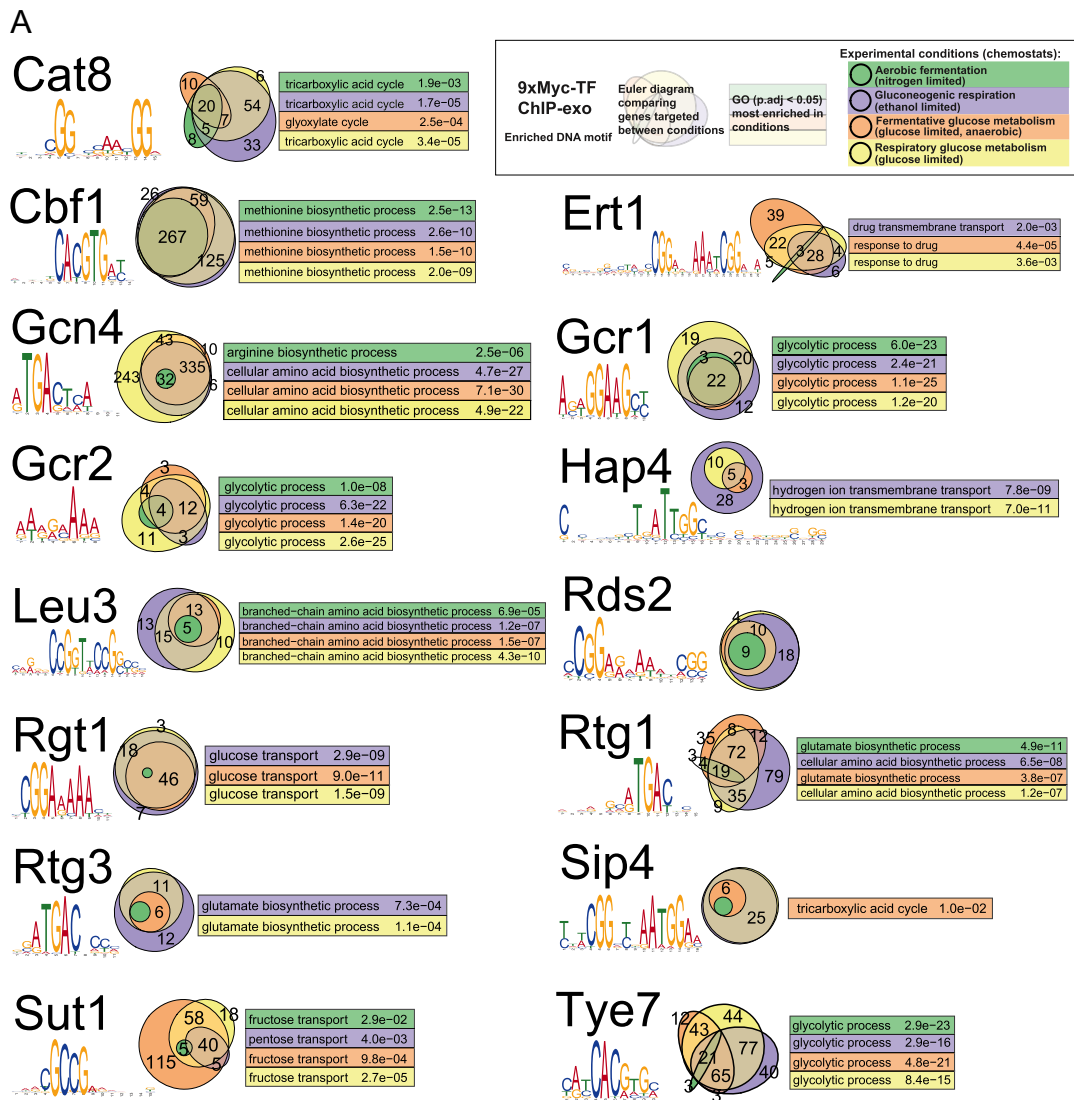 A
Cat8
10
6
20
54
7
5
8
33
tricarboxylic acid cycle 1.9e−03
tricarboxylic acid cycle 1.7e−05
glyoxylate cycle 2.5e−04
tricarboxylic acid cycle 3.4e−05
9xMyc-TF
ChIP-exo
Enriched DNA motif
Euler diagram
comparing
genes targeted
between conditions
GO (p.adj < 0.05)
most enriched in
conditions
Experimental conditions (chemostats):
Aerobic fermentation
(nitrogen limited)
Gluconeogenic respiration
(ethanol limited)
Fermentative glucose metabolism
(glucose limited, anaerobic)
Respiratory glucose metabolism
(glucose limited)
Cbf1
CACGTG
26
59
267
125
methionine biosynthetic process 2.5e−13
methionine biosynthetic process 2.6e−10
methionine biosynthetic process 1.5e−10
methionine biosynthetic process 2.0e−09
Ert1
39
22
3
28
4
5
6
drug transmembrane transport 2.0e−03
response to drug 4.4e−05
response to drug 3.6e−03
Gcn4
43
10
335
243
32
6
arginine biosynthetic process 2.5e−06
cellular amino acid biosynthetic process 4.7e−27
cellular amino acid biosynthetic process 7.1e−30
cellular amino acid biosynthetic process 4.9e−22
Gcr1
19
3
20
22
12
glycolytic process 6.0e−23
glycolytic process 2.4e−21
glycolytic process 1.1e−25
glycolytic process 1.2e−20
Gcr2
3
4
4
12
11
3
glycolytic process 1.0e−08
glycolytic process 6.3e−22
glycolytic process 1.4e−20
glycolytic process 2.6e−25
Hap4
10
5
3
28
hydrogen ion transmembrane transport 7.8e−09
hydrogen ion transmembrane transport 7.0e−11
Leu3
13
13
5
15
10
branched−chain amino acid biosynthetic process 6.9e−05
branched−chain amino acid biosynthetic process 1.2e−07
branched−chain amino acid biosynthetic process 1.5e−07
branched−chain amino acid biosynthetic process 4.3e−10
Rds2
4
10
9
18
Rgt1
3
18
46
7
glucose transport 2.9e−09
glucose transport 9.0e−11
glucose transport 1.5e−09
Rtg1
8
35
12
72
3
4
19
79
35
9
glutamate biosynthetic process 4.9e−11
cellular amino acid biosynthetic process 6.5e−08
glutamate biosynthetic process 3.8e−07
cellular amino acid biosynthetic process 1.2e−07
Rtg3
11
6
12
glutamate biosynthetic process 7.3e−04
glutamate biosynthetic process 1.1e−04
Sip4
6
25
tricarboxylic acid cycle 1.0e−02
Sut1
58
18
5
40
115
5
fructose transport 2.9e−02
pentose transport 4.0e−03
fructose transport 9.8e−04
fructose transport 2.7e−05
Tye7
12
44
43
77
21
65
40
3
3
glycolytic process 2.9e−23
glycolytic process 2.9e−16
glycolytic process 4.8e−21
glycolytic process 8.4e−15